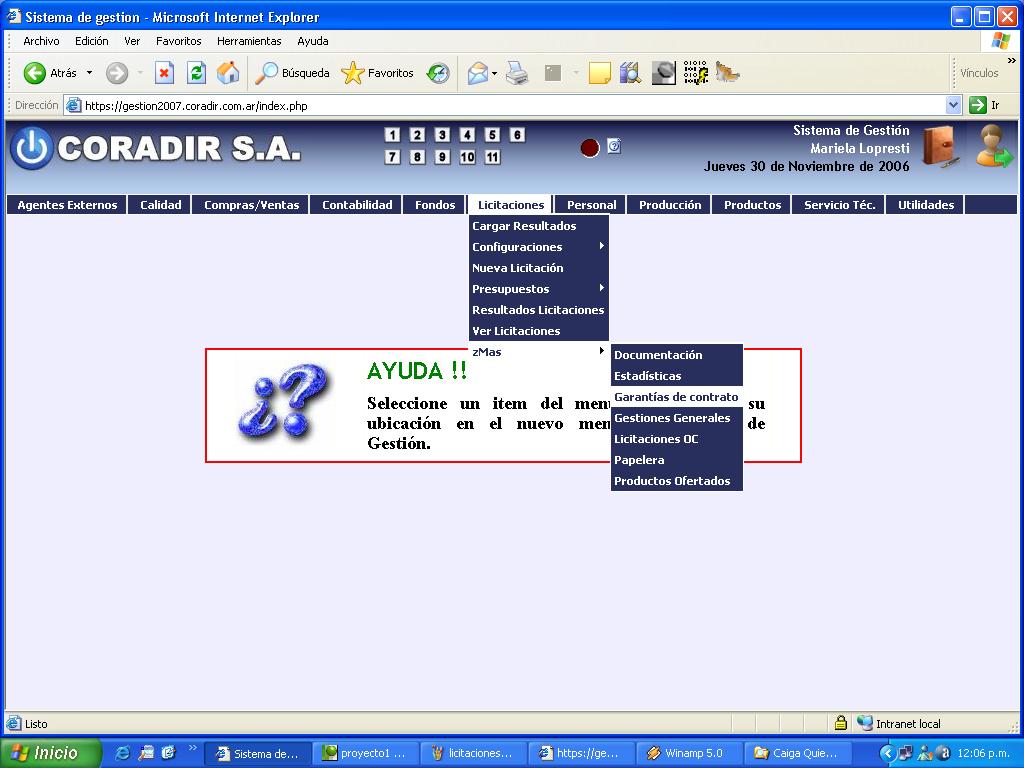 Sistema de gestion - Microsoft Internet Explorer
Archivo Edición Ver Favoritos Herramientas Ayuda
Atrás Búsqueda Favoritos Vínculos
Dirección https://gestion2007.coradir.com.ar/index.php Ir
CORADIR S.A.
1 2 3 4 5 6
7 8 9 10 11
Sistema de Gestión
Mariela Lopresti
Jueves 30 de Noviembre de 2006
Agentes Externos Calidad Compras/Ventas Contabilidad Fondos Licitaciones Personal Producción Productos Servicio Téc. Utilidades
Cargar Resultados
Configuraciones
Nueva Licitación
Presupuestos
Resultados Licitaciones
Ver Licitaciones
zMas
Documentación
Estadísticas
Garantías de contrato
Gestiones Generales
Licitaciones OC
Papelera
Productos Ofertados
¿?
AYUDA !!
Seleccione un item del men su
ubicación en el nuevo men de
Gestión.
Listo Intranet local
Inicio » Sistema de... proyecto1 ... licitaciones... https://ge... Winamp 5.0 Caiga Quie... 12:06 p.m.